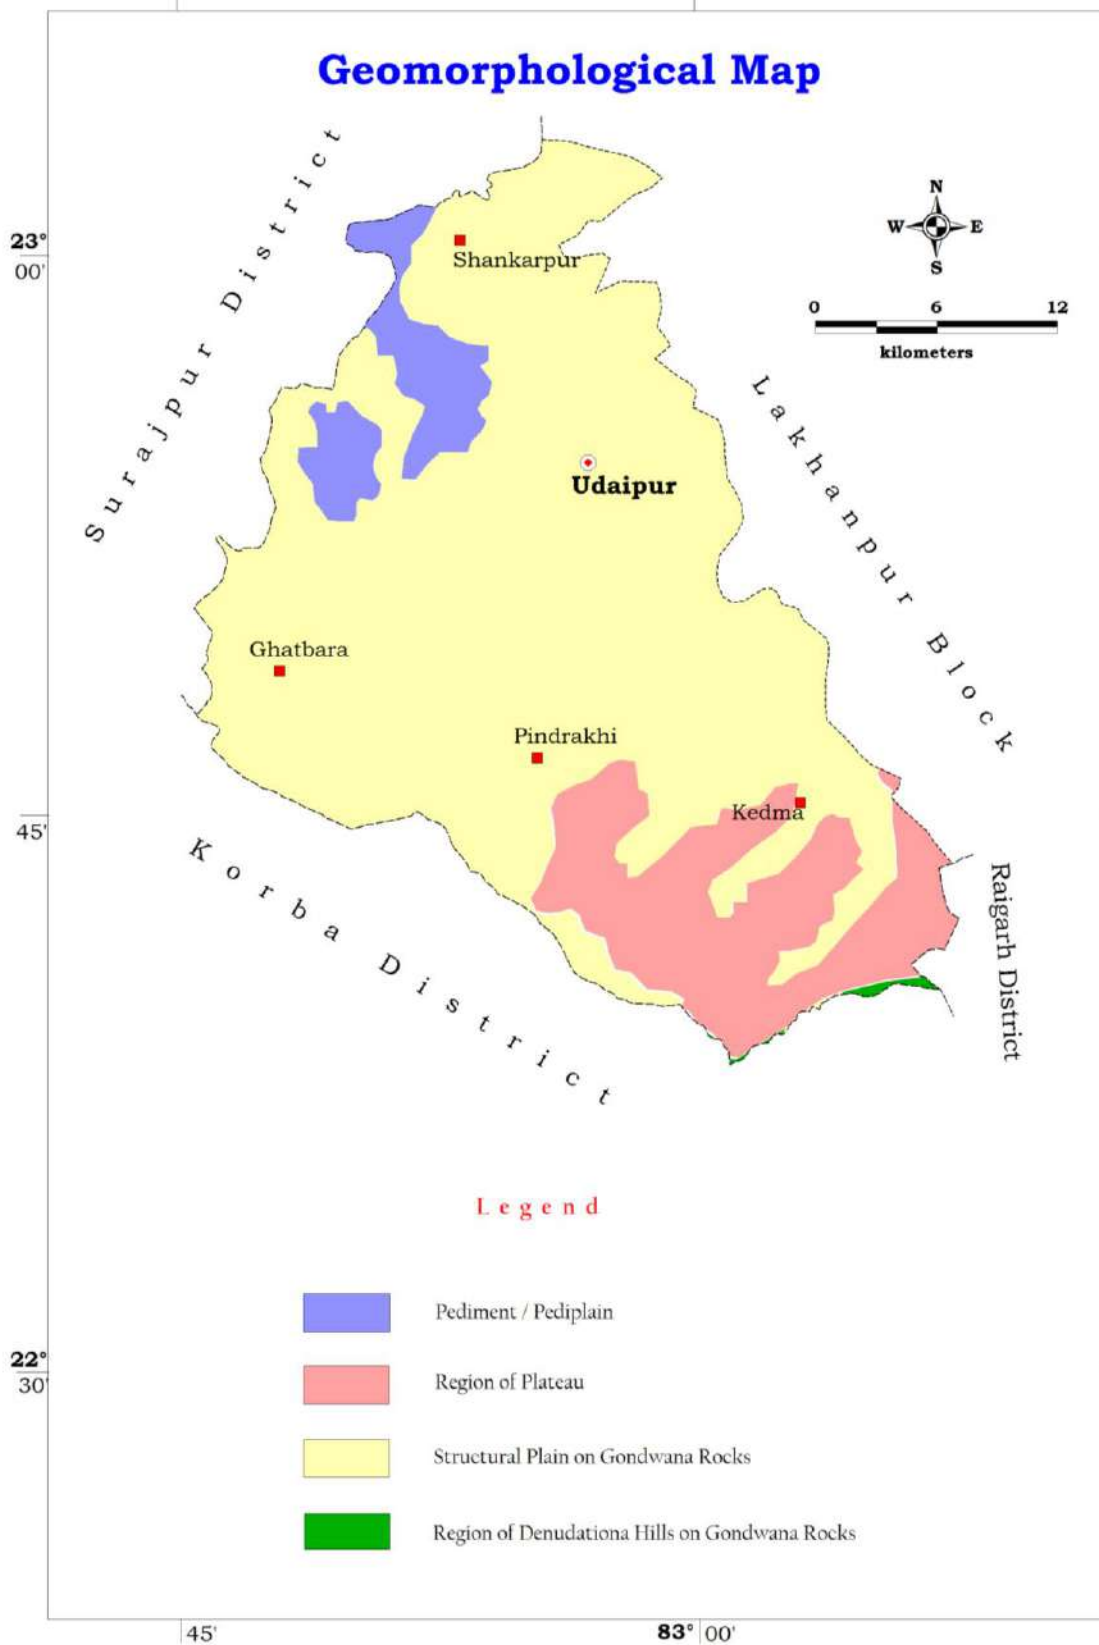 Geomorphological Map
Surajpur District
N
W E
S
23°
00'
Shankarpur
0 6 12
kilometers
Lakhanpur Block
Udaipur
Ghatbara
Pindrakhi
Kedma
45'
Korba District
Raigarh District
Legend
Pediment / Pediplain
22°
30'
Region of Plateau
Structural Plain on Gondwana Rocks
Region of Denudationa Hills on Gondwana Rocks
45' 83° 00'